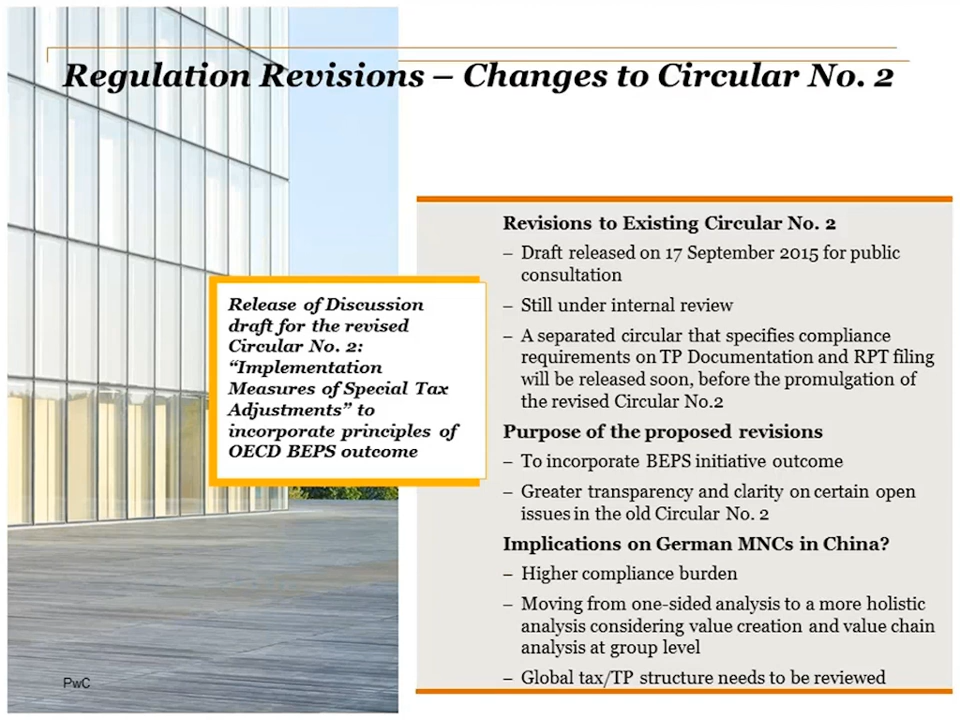 Regulation Revisions – Changes to Circular No. 2
Release of Discussion
draft for the revised
Circular No. 2:
“Implementation
Measures of Special Tax
Adjustments” to
incorporate principles of
OECD BEPS outcome
Revisions to Existing Circular No. 2
– Draft released on 17 September 2015 for public
consultation
– Still under internal review
– A separated circular that specifies compliance
requirements on TP Documentation and RPT filing
will be released soon, before the promulgation of
the revised Circular No.2
Purpose of the proposed revisions
– To incorporate BEPS initiative outcome
– Greater transparency and clarity on certain open
issues in the old Circular No. 2
Implications on German MNCs in China?
– Higher compliance burden
– Moving from one-sided analysis to a more holistic
analysis considering value creation and value chain
analysis at group level
– Global tax/TP structure needs to be reviewed
PwC